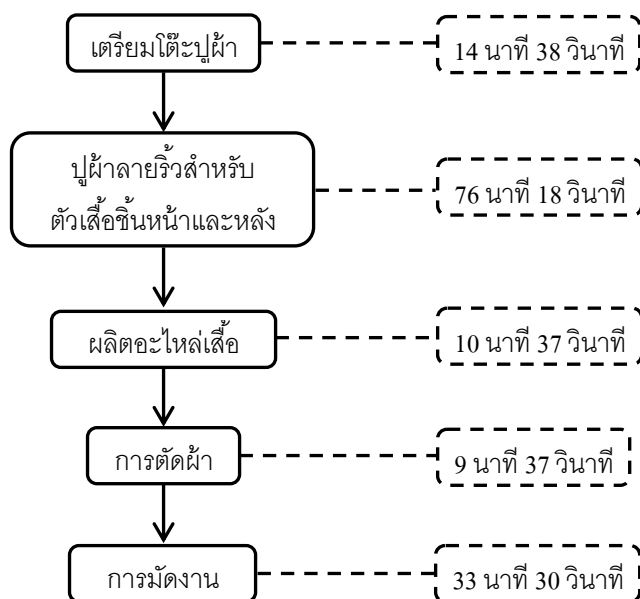 เตรียมโต๊ะปูผ้า
14 นาที 38 วินาที
ปูผ้าลายริ้วสำหรับ
ตัวเสื้อชิ้นหน้าและหลัง
76 นาที 18 วินาที
ผลิตอะไหล่เสื้อ
10 นาที 37 วินาที
การตัดผ้า
9 นาที 37 วินาที
การมัดงาน
33 นาที 30 วินาที